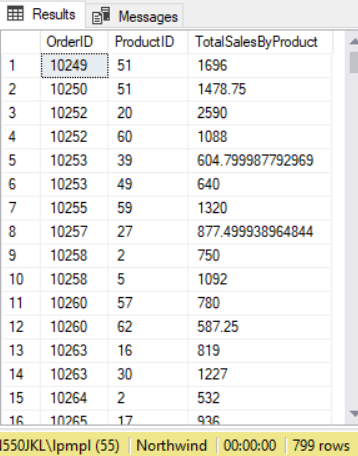 Results Messages
OrderID ProductID TotalSalesByProduct
1 10249 51 1696
2 10250 51 1478.75
3 10252 20 2590
4 10252 60 1088
5 10253 39 604.799987792969
6 10253 49 640
7 10255 59 1320
8 10257 27 877.499938964844
9 10258 2 750
10 10258 5 1092
11 10260 57 780
12 10260 62 587.25
13 10263 16 819
14 10263 30 1227
15 10264 2 532
16 10265 17 936
(55) Northwind 00:00:00 799 rows